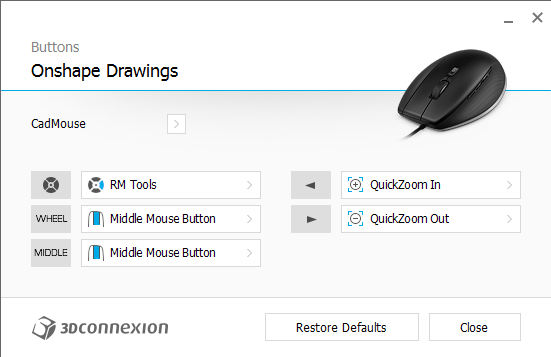 Buttons
Onshape Drawings
CadMouse
RM Tools
QuickZoom In
WHEEL
Middle Mouse Button
QuickZoom Out
MIDDLE
Middle Mouse Button
3Dconnexion
Restore Defaults
Close